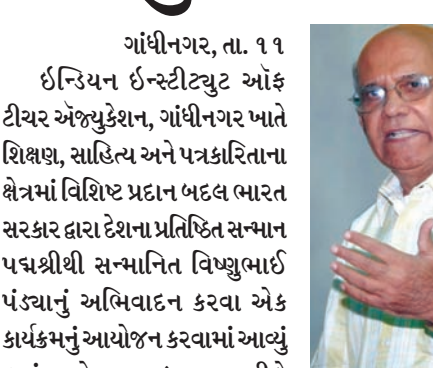 ગાંધીનગર, તા. ૧૧
ઇન્ડિયન ઇન્સ્ટીટ્યુટ ઑફ
ટીચર ઍજ્યુકેશન, ગાંધીનગર ખાતે
શિક્ષણ, સાહિત્ય અને પત્રકારિતાના
ક્ષેત્રમાં વિશિષ્ટ પ્રદાન બદલ ભારત
સરકાર દ્વારા દેશના પ્રતિષ્ઠિત સન્માન
પદ્મશ્રીથી સન્માનિત વિષ્ણુભાઈ
પંડ્યાનું અભિવાદન કરવા એક
કાર્યક્રમનું આયોજન કરવામાં આવ્યું